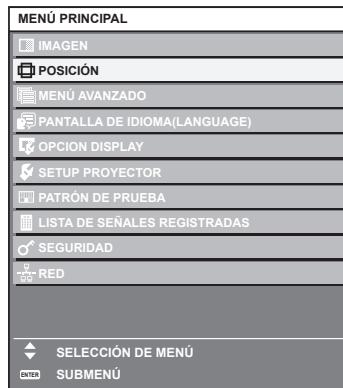 MENÚ PRINCIPAL
IMAGEN
POSICIÓN
MENÚ AVANZADO
PANTALLA DE IDIOMA(LANGUAGE)
OPCION DISPLAY
SETUP PROYECTOR
PATRÓN DE PRUEBA
LISTA DE SEÑALES REGISTRADAS
SEGURIDAD
RED
SELECCIÓN DE MENÚ
ENTER SUBMENÚ